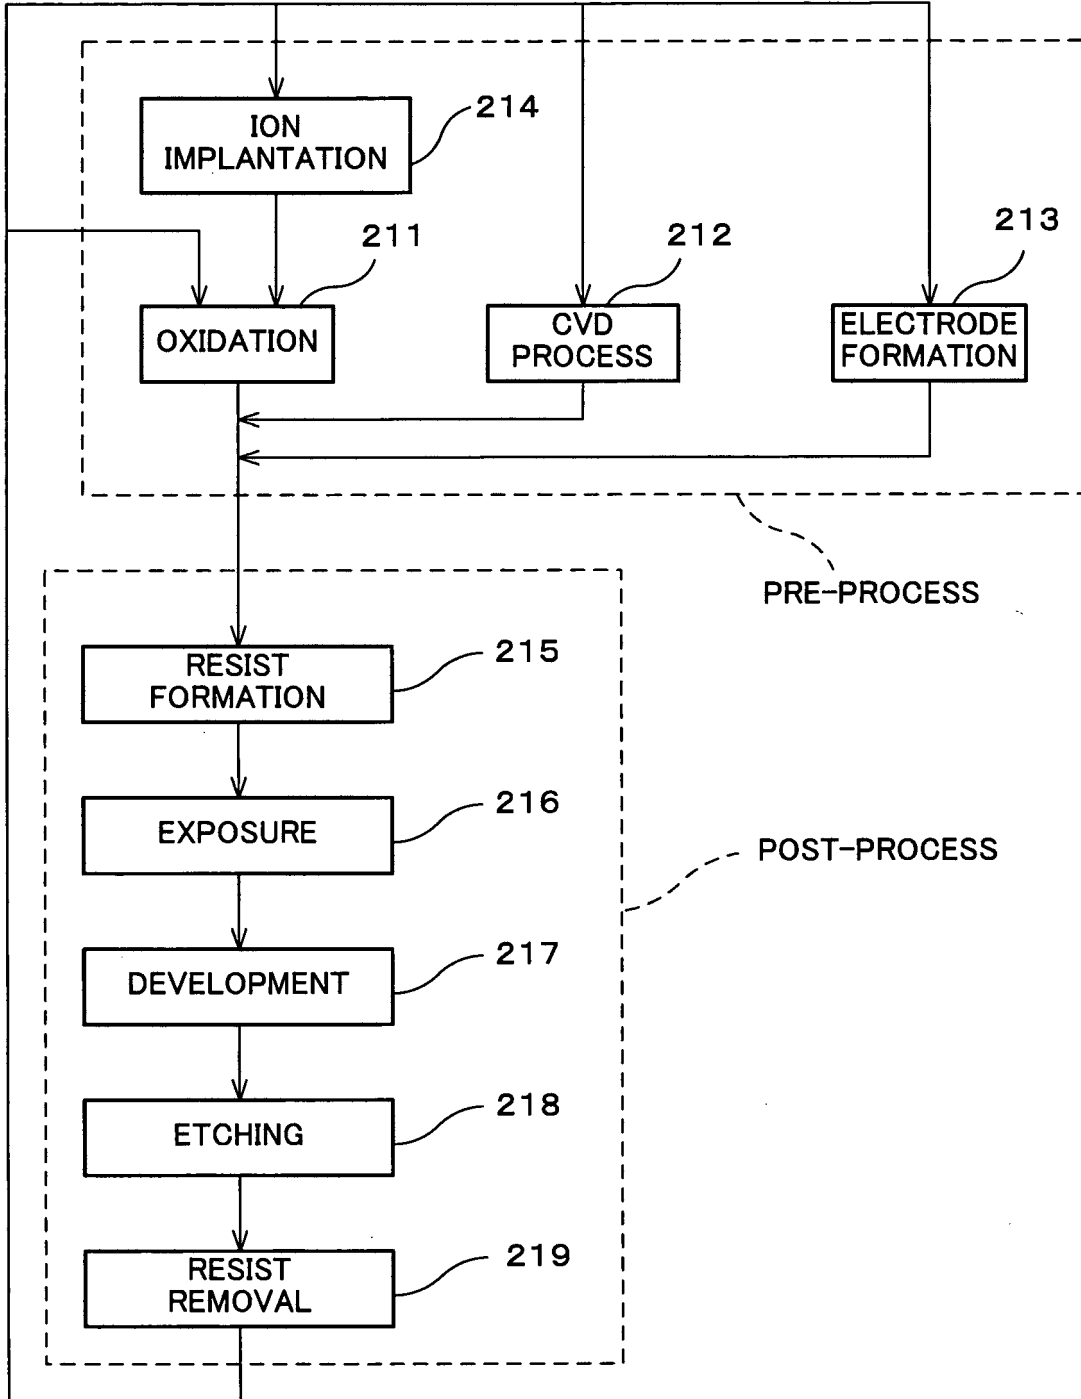 ION
IMPLANTATION
214
211
212
213
OXIDATION
CVD
PROCESS
ELECTRODE
FORMATION
PRE-PROCESS
RESIST
FORMATION
215
EXPOSURE
216
POST-PROCESS
DEVELOPMENT
217
ETCHING
218
RESIST
REMOVAL
219